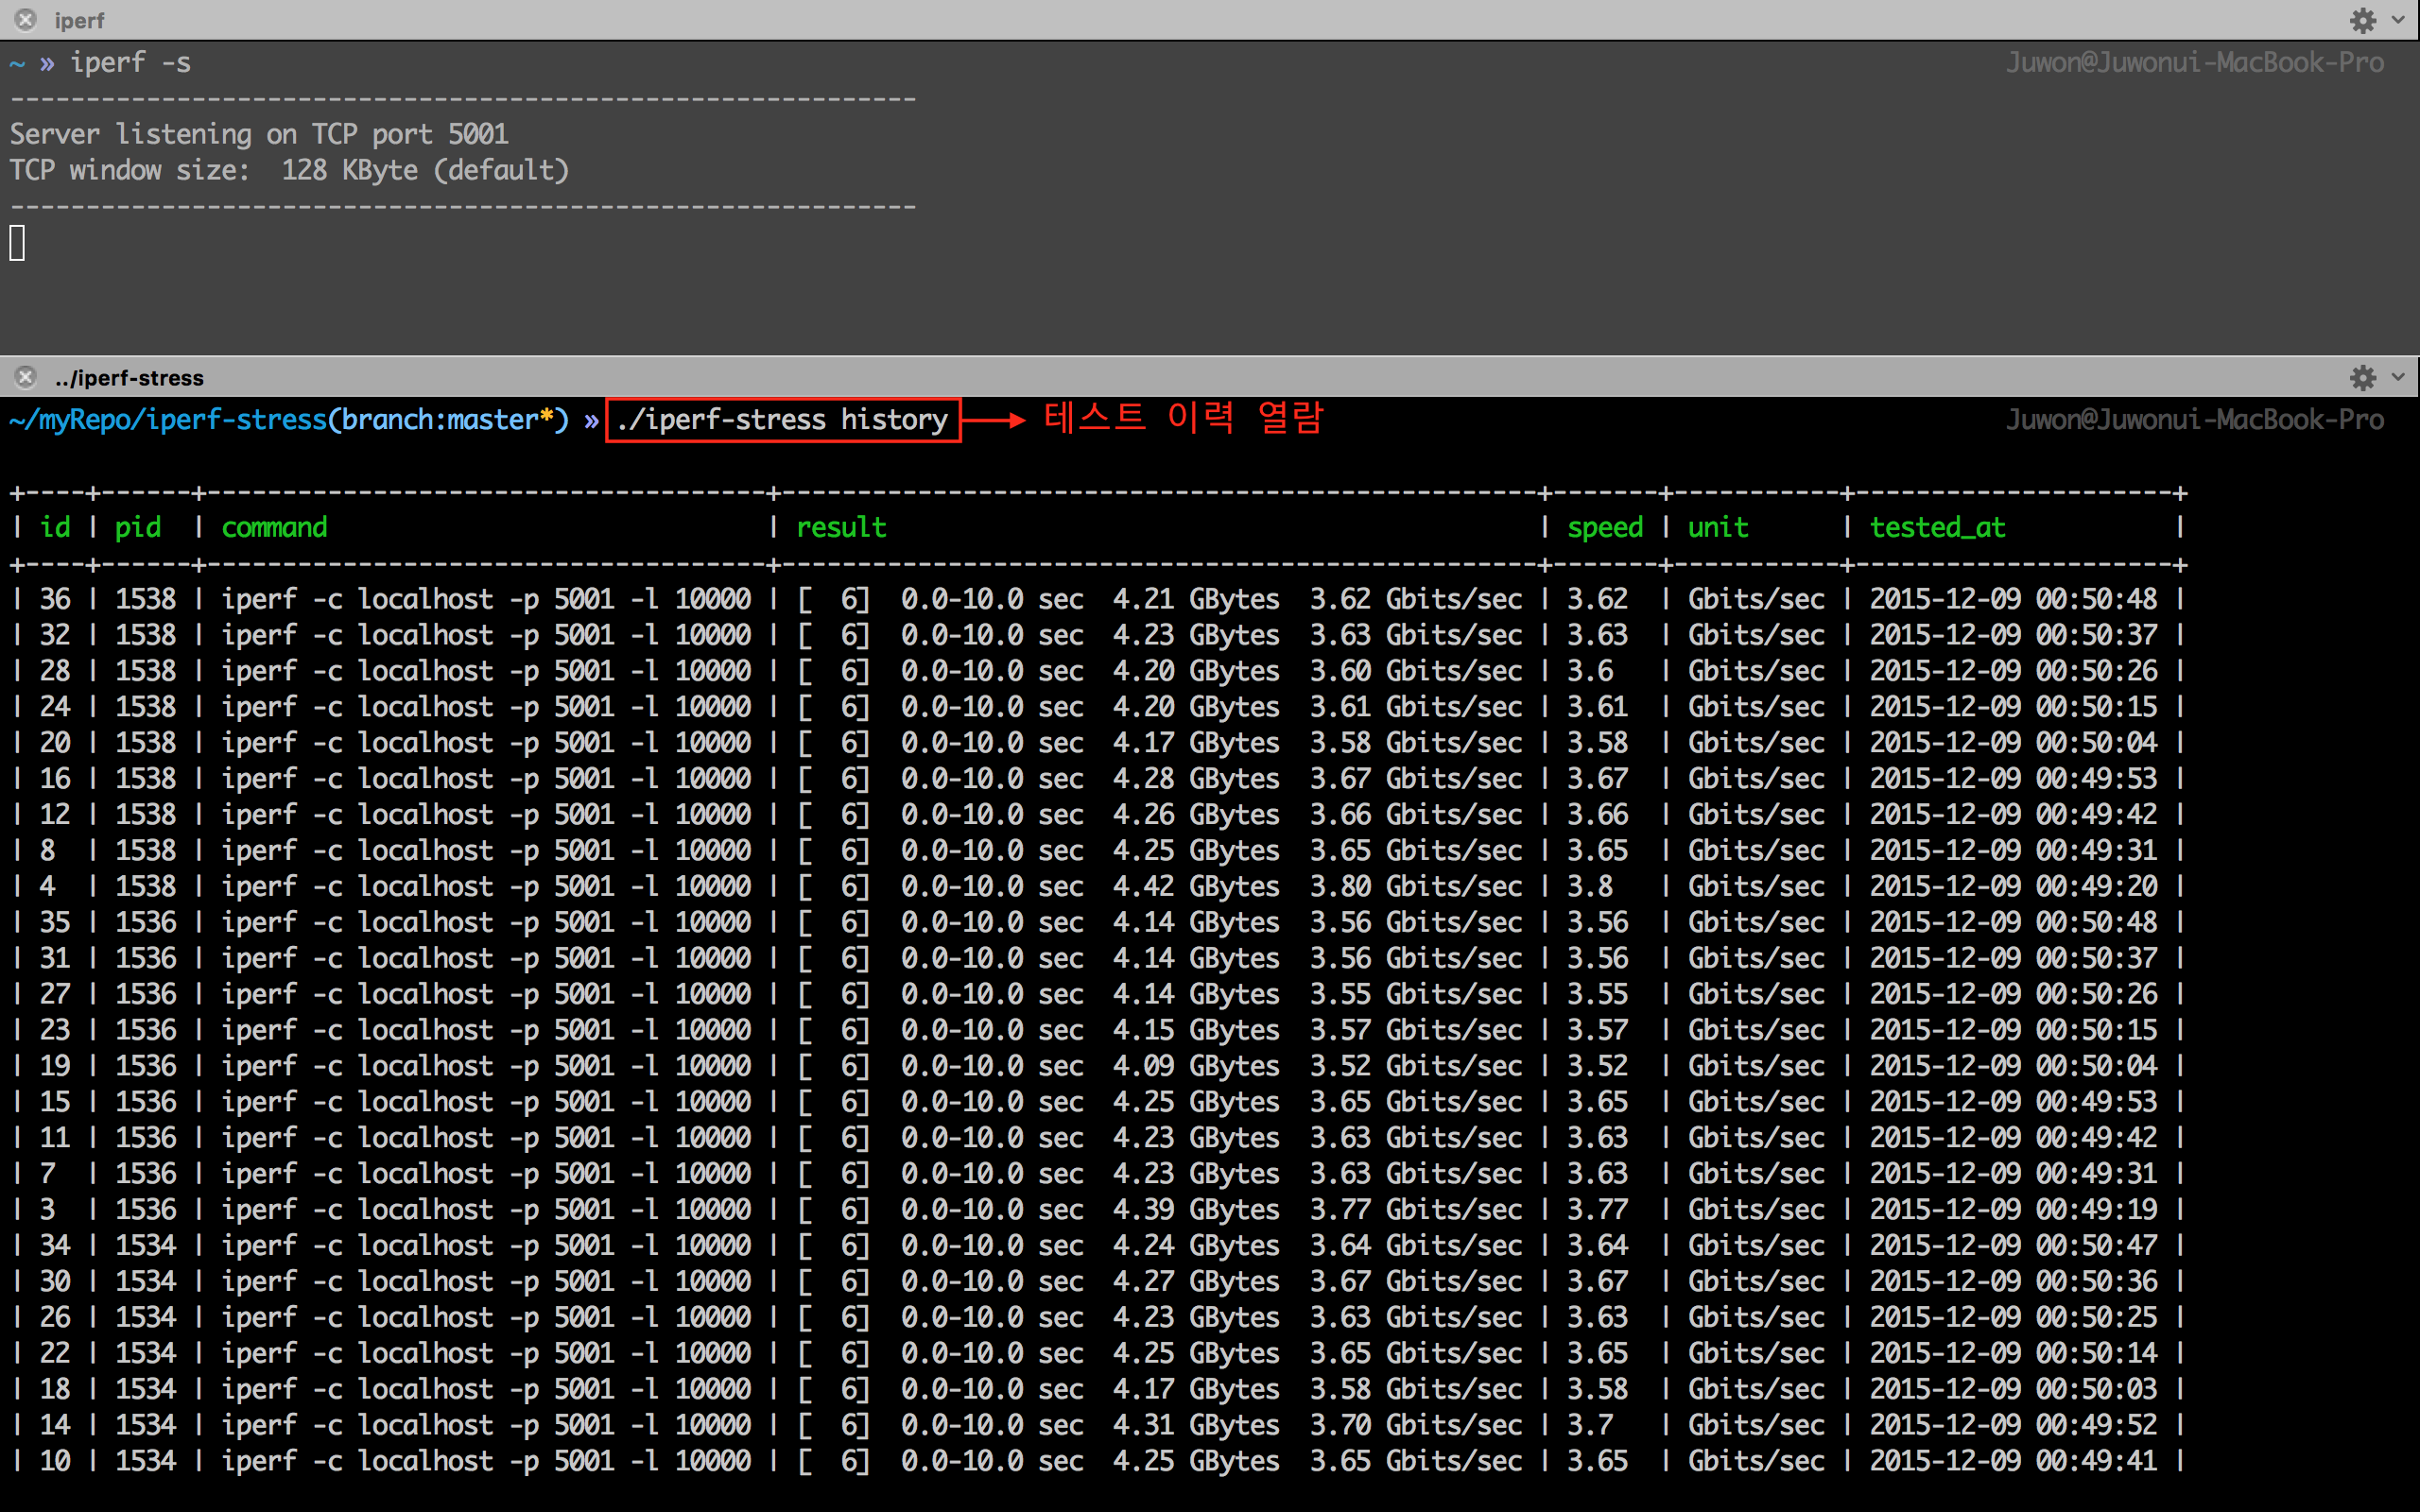 iperf
~ » iperf -s Juwon@Juwonui-MacBook-Pro
------------------------------------------------------------
Server listening on TCP port 5001
TCP window size:  128 KByte (default)
------------------------------------------------------------
../iperf-stress
~/myRepo/iperf-stress(branch:master*) » ./iperf-stress history 테스트 이력 열람 Juwon@Juwonui-MacBook-Pro
+----+------+-------------------------------------+--------------------------------------------------+-------+-----------+---------------------+
| id | pid  | command                             | result                                           | speed | unit      | tested_at           |
+----+------+-------------------------------------+--------------------------------------------------+-------+-----------+---------------------+
| 36 | 1538 | iperf -c localhost -p 5001 -l 10000 | [  6]  0.0-10.0 sec  4.21 GBytes  3.62 Gbits/sec | 3.62  | Gbits/sec | 2015-12-09 00:50:48 |
| 32 | 1538 | iperf -c localhost -p 5001 -l 10000 | [  6]  0.0-10.0 sec  4.23 GBytes  3.63 Gbits/sec | 3.63  | Gbits/sec | 2015-12-09 00:50:37 |
| 28 | 1538 | iperf -c localhost -p 5001 -l 10000 | [  6]  0.0-10.0 sec  4.20 GBytes  3.60 Gbits/sec | 3.6   | Gbits/sec | 2015-12-09 00:50:26 |
| 24 | 1538 | iperf -c localhost -p 5001 -l 10000 | [  6]  0.0-10.0 sec  4.20 GBytes  3.61 Gbits/sec | 3.61  | Gbits/sec | 2015-12-09 00:50:15 |
| 20 | 1538 | iperf -c localhost -p 5001 -l 10000 | [  6]  0.0-10.0 sec  4.17 GBytes  3.58 Gbits/sec | 3.58  | Gbits/sec | 2015-12-09 00:50:04 |
| 16 | 1538 | iperf -c localhost -p 5001 -l 10000 | [  6]  0.0-10.0 sec  4.28 GBytes  3.67 Gbits/sec | 3.67  | Gbits/sec | 2015-12-09 00:49:53 |
| 12 | 1538 | iperf -c localhost -p 5001 -l 10000 | [  6]  0.0-10.0 sec  4.26 GBytes  3.66 Gbits/sec | 3.66  | Gbits/sec | 2015-12-09 00:49:42 |
| 8  | 1538 | iperf -c localhost -p 5001 -l 10000 | [  6]  0.0-10.0 sec  4.25 GBytes  3.65 Gbits/sec | 3.65  | Gbits/sec | 2015-12-09 00:49:31 |
| 4  | 1538 | iperf -c localhost -p 5001 -l 10000 | [  6]  0.0-10.0 sec  4.42 GBytes  3.80 Gbits/sec | 3.8   | Gbits/sec | 2015-12-09 00:49:20 |
| 35 | 1536 | iperf -c localhost -p 5001 -l 10000 | [  6]  0.0-10.0 sec  4.14 GBytes  3.56 Gbits/sec | 3.56  | Gbits/sec | 2015-12-09 00:50:48 |
| 31 | 1536 | iperf -c localhost -p 5001 -l 10000 | [  6]  0.0-10.0 sec  4.14 GBytes  3.56 Gbits/sec | 3.56  | Gbits/sec | 2015-12-09 00:50:37 |
| 27 | 1536 | iperf -c localhost -p 5001 -l 10000 | [  6]  0.0-10.0 sec  4.14 GBytes  3.55 Gbits/sec | 3.55  | Gbits/sec | 2015-12-09 00:50:26 |
| 23 | 1536 | iperf -c localhost -p 5001 -l 10000 | [  6]  0.0-10.0 sec  4.15 GBytes  3.57 Gbits/sec | 3.57  | Gbits/sec | 2015-12-09 00:50:15 |
| 19 | 1536 | iperf -c localhost -p 5001 -l 10000 | [  6]  0.0-10.0 sec  4.09 GBytes  3.52 Gbits/sec | 3.52  | Gbits/sec | 2015-12-09 00:50:04 |
| 15 | 1536 | iperf -c localhost -p 5001 -l 10000 | [  6]  0.0-10.0 sec  4.25 GBytes  3.65 Gbits/sec | 3.65  | Gbits/sec | 2015-12-09 00:49:53 |
| 11 | 1536 | iperf -c localhost -p 5001 -l 10000 | [  6]  0.0-10.0 sec  4.23 GBytes  3.63 Gbits/sec | 3.63  | Gbits/sec | 2015-12-09 00:49:42 |
| 7  | 1536 | iperf -c localhost -p 5001 -l 10000 | [  6]  0.0-10.0 sec  4.23 GBytes  3.63 Gbits/sec | 3.63  | Gbits/sec | 2015-12-09 00:49:31 |
| 3  | 1536 | iperf -c localhost -p 5001 -l 10000 | [  6]  0.0-10.0 sec  4.39 GBytes  3.77 Gbits/sec | 3.77  | Gbits/sec | 2015-12-09 00:49:19 |
| 34 | 1534 | iperf -c localhost -p 5001 -l 10000 | [  6]  0.0-10.0 sec  4.24 GBytes  3.64 Gbits/sec | 3.64  | Gbits/sec | 2015-12-09 00:50:47 |
| 30 | 1534 | iperf -c localhost -p 5001 -l 10000 | [  6]  0.0-10.0 sec  4.27 GBytes  3.67 Gbits/sec | 3.67  | Gbits/sec | 2015-12-09 00:50:36 |
| 26 | 1534 | iperf -c localhost -p 5001 -l 10000 | [  6]  0.0-10.0 sec  4.23 GBytes  3.63 Gbits/sec | 3.63  | Gbits/sec | 2015-12-09 00:50:25 |
| 22 | 1534 | iperf -c localhost -p 5001 -l 10000 | [  6]  0.0-10.0 sec  4.25 GBytes  3.65 Gbits/sec | 3.65  | Gbits/sec | 2015-12-09 00:50:14 |
| 18 | 1534 | iperf -c localhost -p 5001 -l 10000 | [  6]  0.0-10.0 sec  4.17 GBytes  3.58 Gbits/sec | 3.58  | Gbits/sec | 2015-12-09 00:50:03 |
| 14 | 1534 | iperf -c localhost -p 5001 -l 10000 | [  6]  0.0-10.0 sec  4.31 GBytes  3.70 Gbits/sec | 3.7   | Gbits/sec | 2015-12-09 00:49:52 |
| 10 | 1534 | iperf -c localhost -p 5001 -l 10000 | [  6]  0.0-10.0 sec  4.25 GBytes  3.65 Gbits/sec | 3.65  | Gbits/sec | 2015-12-09 00:49:41 |